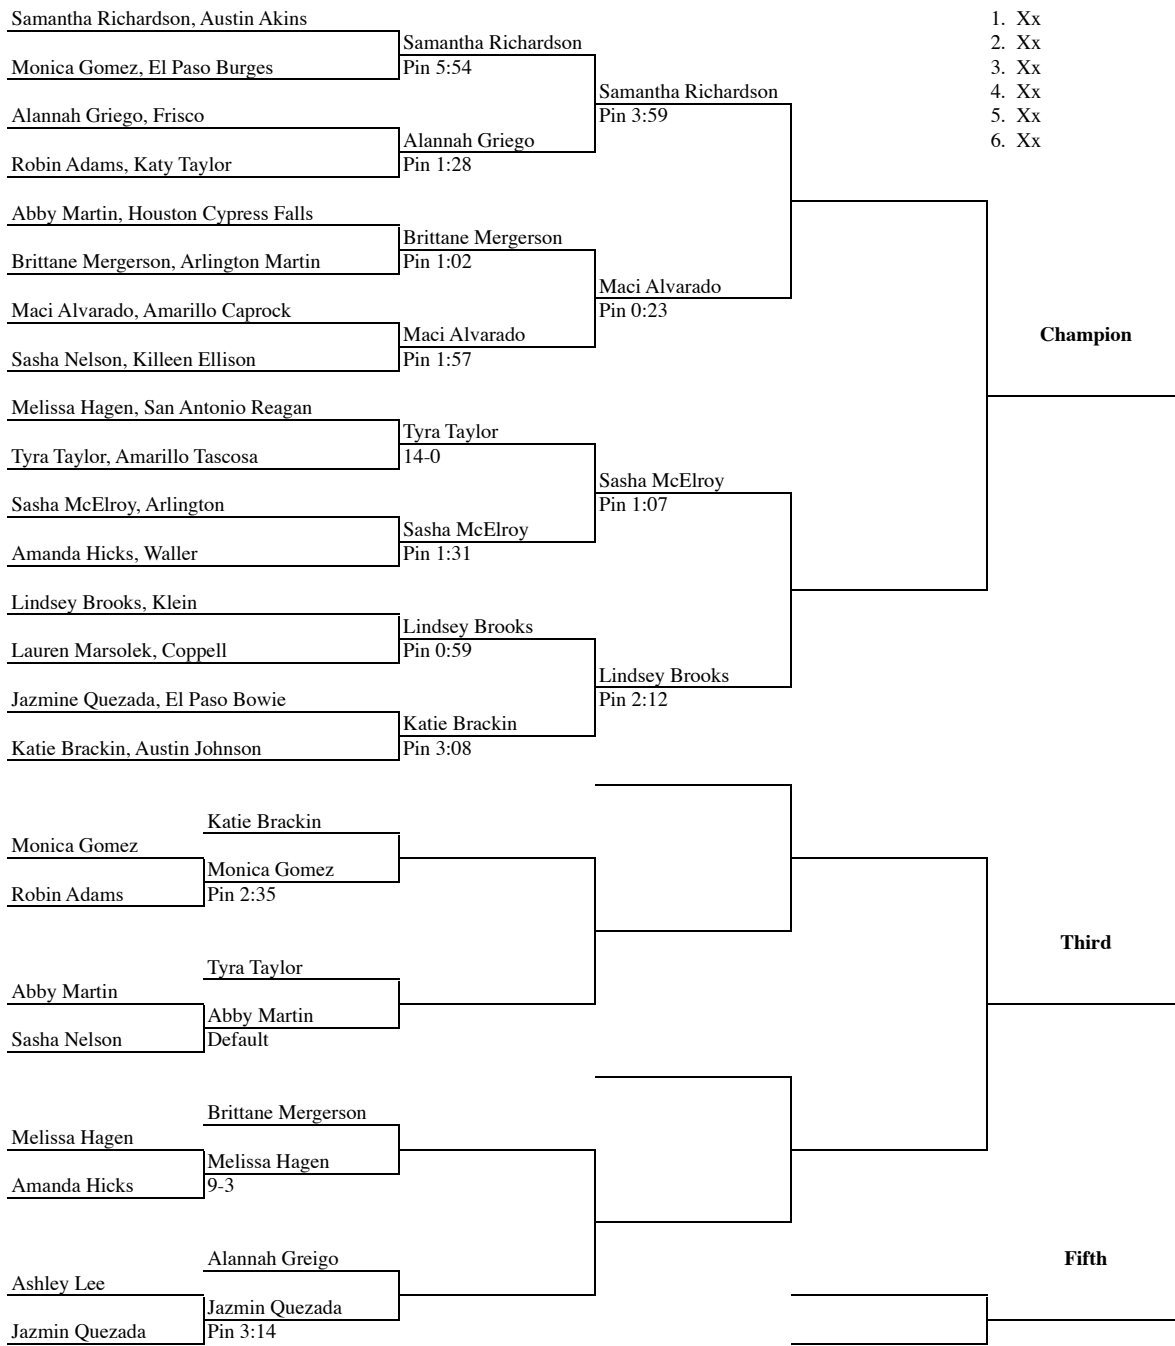 Samantha Richardson, Austin Akins
1. Xx
Samantha Richardson
2. Xx
Monica Gomez, El Paso Burges
Pin 5:54
3. Xx
Samantha Richardson
4. Xx
Alannah Griego, Frisco
Pin 3:59
5. Xx
Alannah Griego
6. Xx
Robin Adams, Katy Taylor
Pin 1:28
Abby Martin, Houston Cypress Falls
Brittane Mergerson
Brittane Mergerson, Arlington Martin
Pin 1:02
Maci Alvarado
Maci Alvarado, Amarillo Caprock
Pin 0:23
Maci Alvarado
Champion
Sasha Nelson, Killeen Ellison
Pin 1:57
Melissa Hagen, San Antonio Reagan
Tyra Taylor
Tyra Taylor, Amarillo Tascosa
14-0
Sasha McElroy
Sasha McElroy, Arlington
Pin 1:07
Sasha McElroy
Amanda Hicks, Waller
Pin 1:31
Lindsey Brooks, Klein
Lindsey Brooks
Lauren Marsolek, Coppell
Pin 0:59
Lindsey Brooks
Jazmine Quezada, El Paso Bowie
Pin 2:12
Katie Brackin
Katie Brackin, Austin Johnson
Pin 3:08
Katie Brackin
Monica Gomez
Monica Gomez
Robin Adams
Pin 2:35
Third
Tyra Taylor
Abby Martin
Abby Martin
Sasha Nelson
Default
Brittane Mergerson
Melissa Hagen
Melissa Hagen
Amanda Hicks
9-3
Alannah Greigo
Fifth
Ashley Lee
Jazmin Quezada
Jazmin Quezada
Pin 3:14